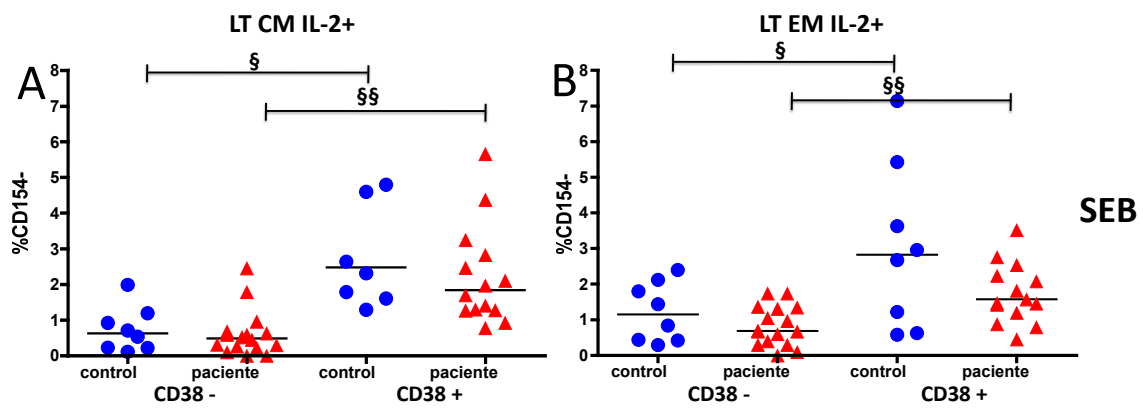 LT CM IL-2+
LT EM IL-2+
§
§§
§
§§
A
B
8
7
6
5
4
3
2
1
0
%CD154-
8
7
6
5
4
3
2
1
0
%CD154-
SEB
control paciente control paciente
CD38 - CD38 +
control paciente control paciente
CD38 - CD38 +